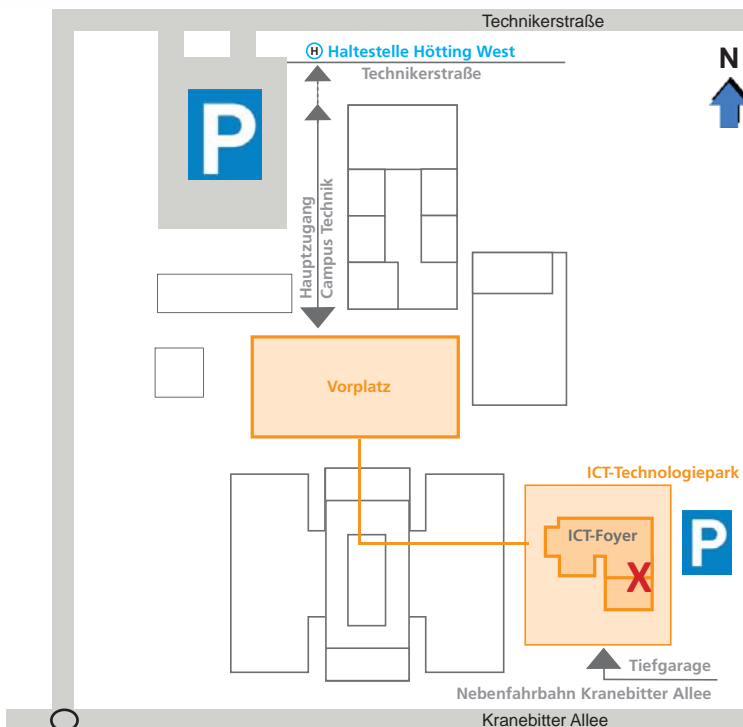 Technikerstraße
H Haltestelle Hötting West
Technikerstraße
N
P
Hauptzugang
Campus Technik
Vorplatz
ICT-Technologiepark
ICT-Foyer
P
X
Tiefgarage
Nebenfahrbahn Kranebitter Allee
Kranebitter Allee